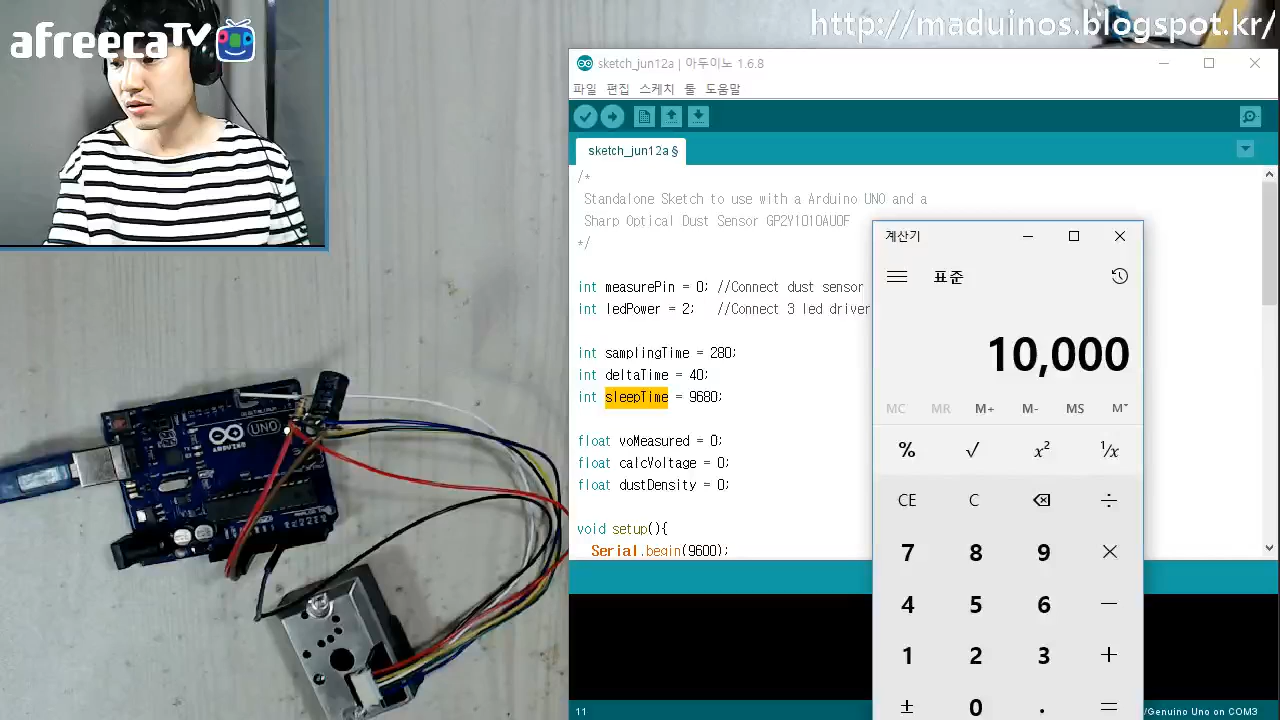 afreecaTV
http://maduinos.blogspot.kr/
sketch_jun12a | 아두이노 1.6.8
파일 편집 스케치 툴 도움말
sketch_jun12a §
/*
Standalone Sketch to use with a Arduino UNO and a
Sharp Optical Dust Sensor
*/
int measurePin = 0; //Connect dust sensor
int ledPower = 2; //Connect 3 led driver
int samplingTime = 280;
int deltaTime = 40;
int sleepTime = 9680;
float voMeasured = 0;
float calcVoltage = 0;
float dustDensity = 0;
void setup(){
Serial.begin(9600);
11
/Genuino Uno on COM3
계산기
표준
10,000
MC MR M+ M- MS M˅
% √ x² ¹/x
CE C ÷
7 8 9 ×
4 5 6 −
1 2 3 +
± 0 . =
UNO